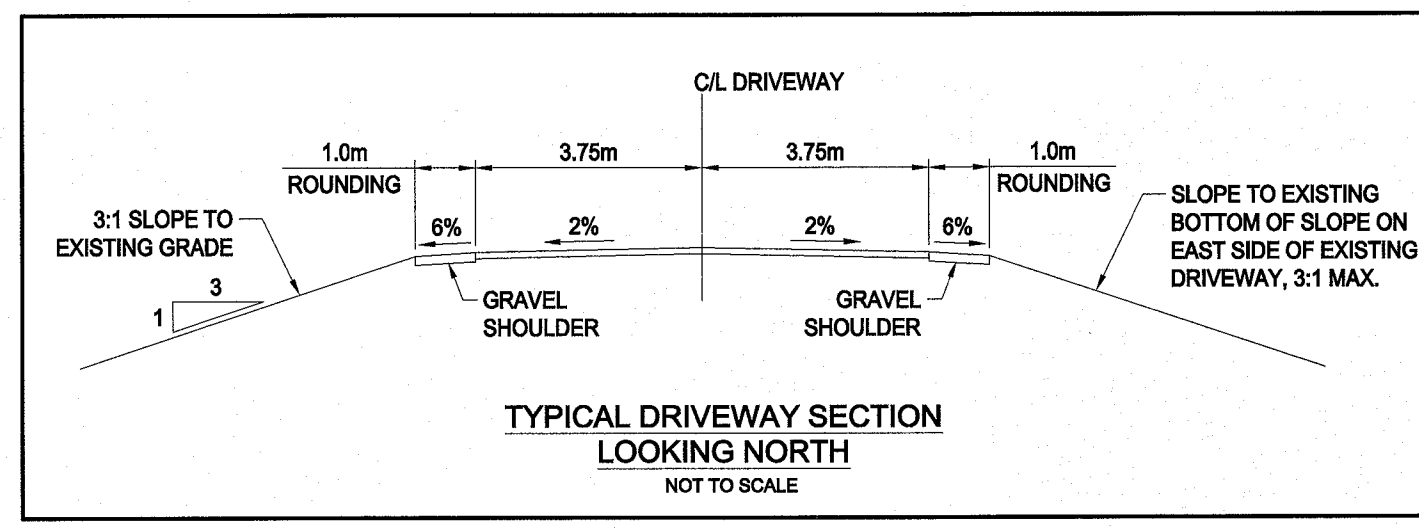 C/L DRIVEWAY
1.0m
ROUNDING
3.75m
3.75m
1.0m
ROUNDING
3:1 SLOPE TO
EXISTING GRADE
6%
2%
2%
6%
SLOPE TO EXISTING
BOTTOM OF SLOPE ON
EAST SIDE OF EXISTING
DRIVEWAY, 3:1 MAX.
3
1
GRAVEL
SHOULDER
GRAVEL
SHOULDER
TYPICAL DRIVEWAY SECTION
LOOKING NORTH
NOT TO SCALE